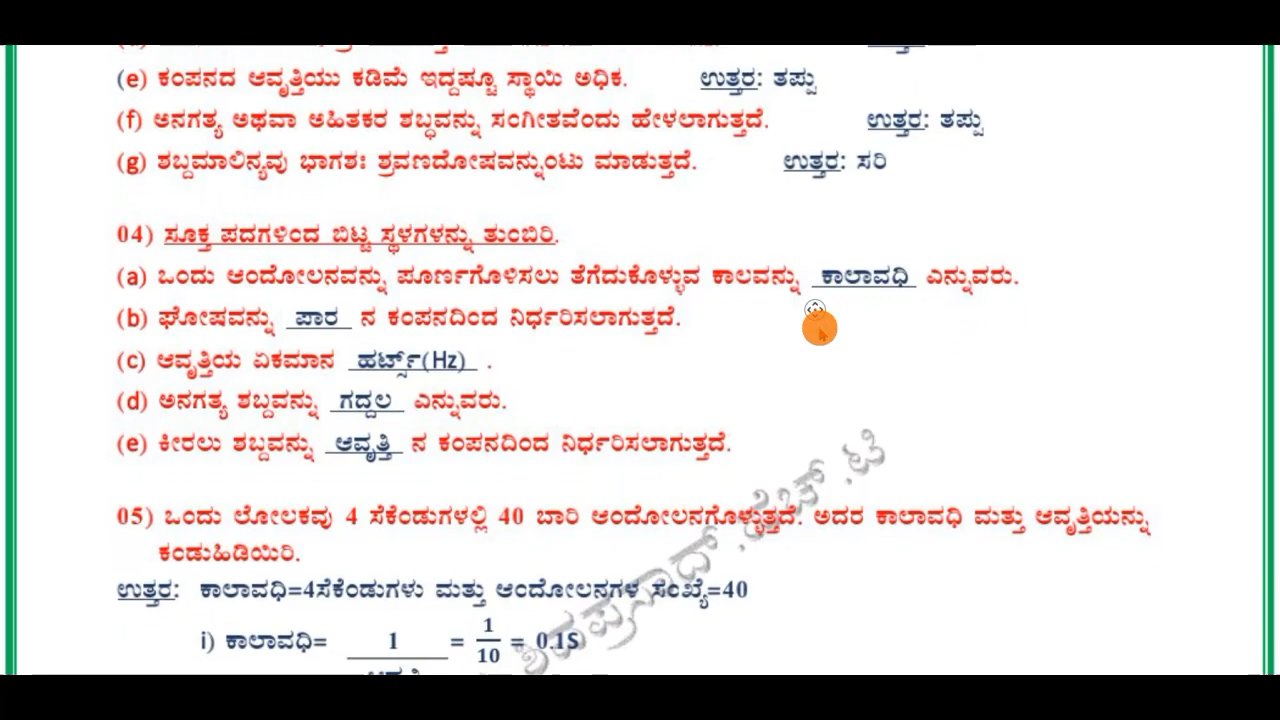 (e) ಕಂಪನದ ಆವೃತ್ತಿಯು ಕಡಿಮೆ ಇದ್ದಷ್ಟೂ ಸ್ಥಾಯಿ ಅಧಿಕ. ಉತ್ತರ: ತಪ್ಪು
(f) ಅನಗತ್ಯ ಅಥವಾ ಅಹಿತಕರ ಶಬ್ಧವನ್ನು ಸಂಗೀತವೆಂದು ಹೇಳಲಾಗುತ್ತದೆ. ಉತ್ತರ: ತಪ್ಪು
(g) ಶಬ್ದಮಾಲಿನ್ಯವು ಭಾಗಶಃ ಶ್ರವಣದೋಷವನ್ನುಂಟು ಮಾಡುತ್ತದೆ. ಉತ್ತರ: ಸರಿ
04) ಸೂಕ್ತ ಪದಗಳಿಂದ ಬಿಟ್ಟ ಸ್ಥಳಗಳನ್ನು ತುಂಬಿರಿ.
(a) ಒಂದು ಆಂದೋಲನವನ್ನು ಪೂರ್ಣಗೊಳಿಸಲು ತೆಗೆದುಕೊಳ್ಳುವ ಕಾಲವನ್ನು ಕಾಲಾವಧಿ ಎನ್ನುವರು.
(b) ಘೋಷವನ್ನು ಪಾರ ನ ಕಂಪನದಿಂದ ನಿರ್ಧರಿಸಲಾಗುತ್ತದೆ.
(c) ಆವೃತ್ತಿಯ ಏಕಮಾನ ಹರ್ಟ್ಸ್(Hz) .
(d) ಅನಗತ್ಯ ಶಬ್ದವನ್ನು ಗದ್ದಲ ಎನ್ನುವರು.
(e) ಕೀರಲು ಶಬ್ದವನ್ನು ಆವೃತ್ತಿ ನ ಕಂಪನದಿಂದ ನಿರ್ಧರಿಸಲಾಗುತ್ತದೆ.
05) ಒಂದು ಲೋಲಕವು 4 ಸೆಕೆಂಡುಗಳಲ್ಲಿ 40 ಬಾರಿ ಆಂದೋಲನಗೊಳ್ಳುತ್ತದೆ. ಅದರ ಕಾಲಾವಧಿ ಮತ್ತು ಆವೃತ್ತಿಯನ್ನು
ಕಂಡುಹಿಡಿಯಿರಿ.
ಉತ್ತರ: ಕಾಲಾವಧಿ=4ಸೆಕೆಂಡುಗಳು ಮತ್ತು ಆಂದೋಲನಗಳ ಸಂಖ್ಯೆ=40
i) ಕಾಲಾವಧಿ= 1 = 1/10 = 0.1S
ಶಿವಪ್ರಸಾದ್ .ಹೆಚ್ .ಟಿ